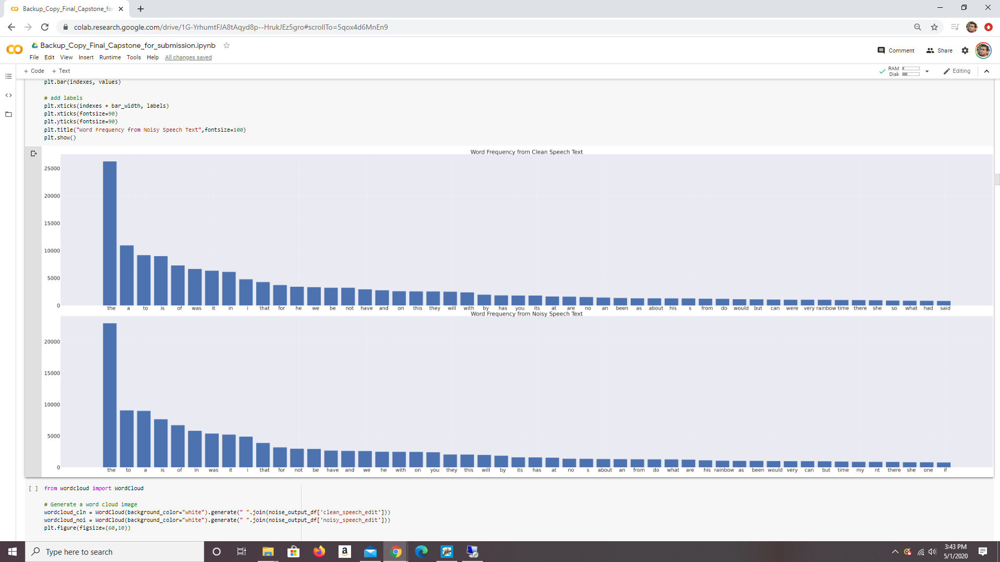 Backup_Copy_Final_Capstone_fo
colab.research.google.com/drive/1G-YrhumtFJA8tAqyd8p--HrukJEz5gro#scrollTo=5qox4d6MnEn9
Backup_Copy_Final_Capstone_for_submission.ipynb
Comment Share
File Edit View Insert Runtime Tools Help All changes saved
+ Code + Text
RAM
Disk
Editing
plt.bar(indexes, values)
# add labels
plt.xticks(indexes + bar_width, labels)
plt.xticks(fontsize=90)
plt.yticks(fontsize=90)
plt.title("Word Frequency from Noisy Speech Text",fontsize=100)
plt.show()
Word Frequency from Clean Speech Text
25000
20000
15000
10000
5000
0
the a to is of was it in i that for he we be not have and on this they will with by has you its at are no an been as about his s from do would but can were very rainbow time there she so what had said
Word Frequency from Noisy Speech Text
20000
15000
10000
5000
0
the to a is of in was it i that for not be have and we he with on you they this will by its has at no s about an from do what are his rainbow as been would very can but time my nt there she one if
[ ] from wordcloud import WordCloud
# Generate a word cloud image
wordcloud_cln = WordCloud(background_color="white").generate(" ".join(noise_output_df['clean_speech_edit']))
wordcloud_noi = WordCloud(background_color="white").generate(" ".join(noise_output_df['noisy_speech_edit']))
plt.figure(figsize=(60,10))
Type here to search
3:43 PM
5/1/2020